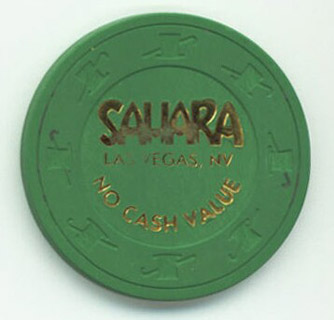 SAHARA
LAS VEGAS, NV
NO CASH VALUE